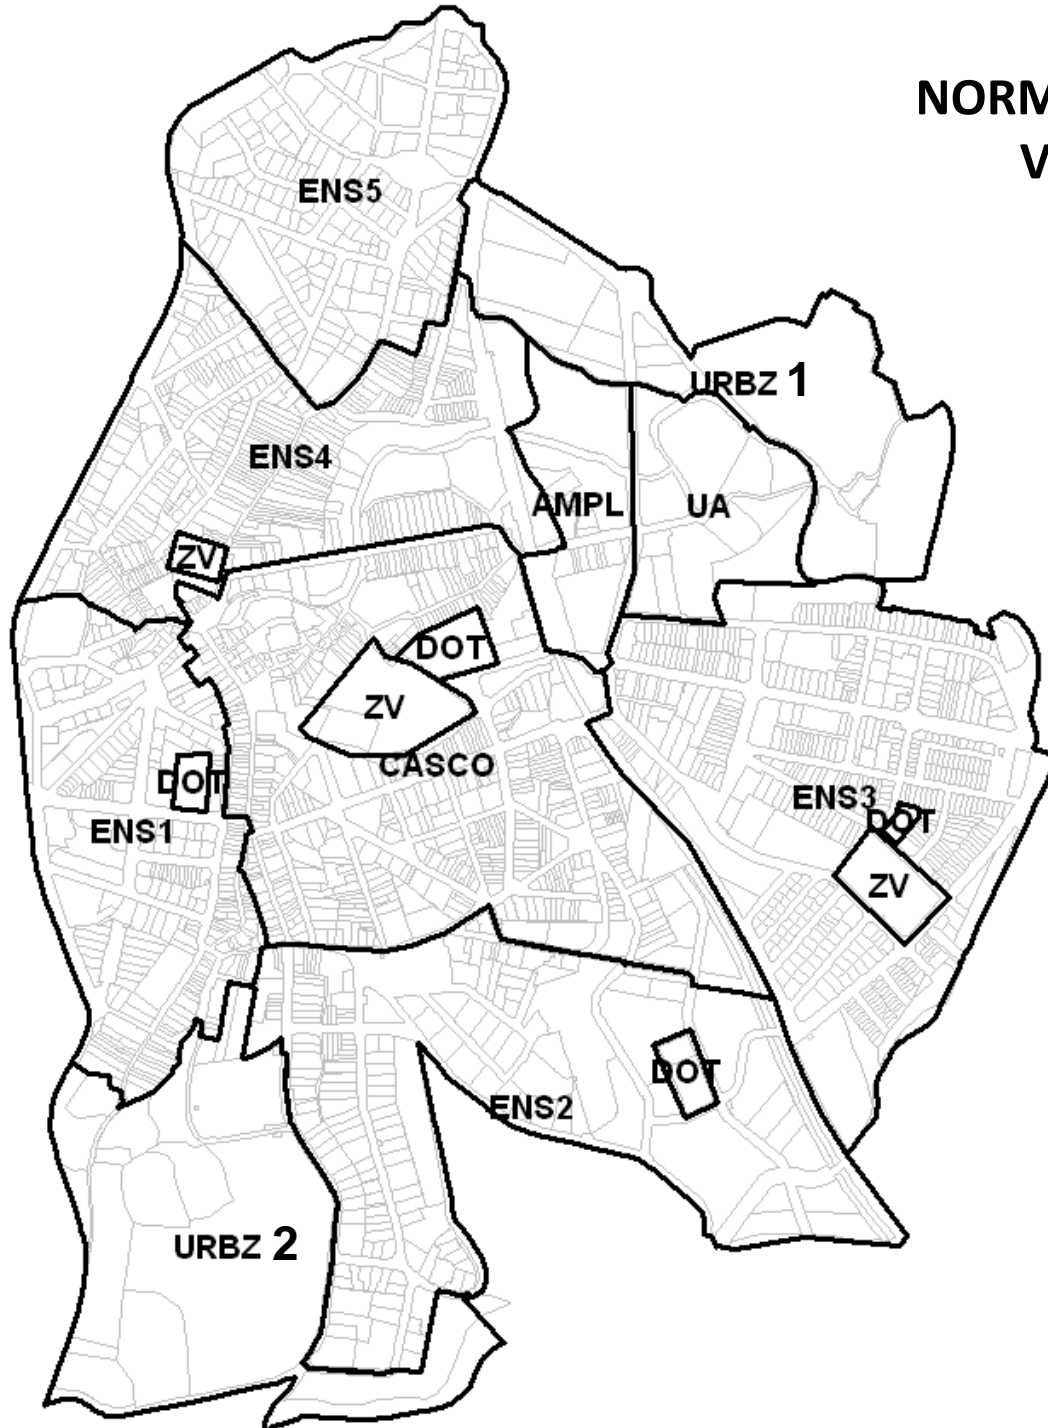 NORM
V
ENS5
URBZ 1
ENS4
AMPL
UA
ZV
DOT
ZV
CASCO
DOT
ENS3
DOT
ENS1
ZV
DOT
ENS2
URBZ 2